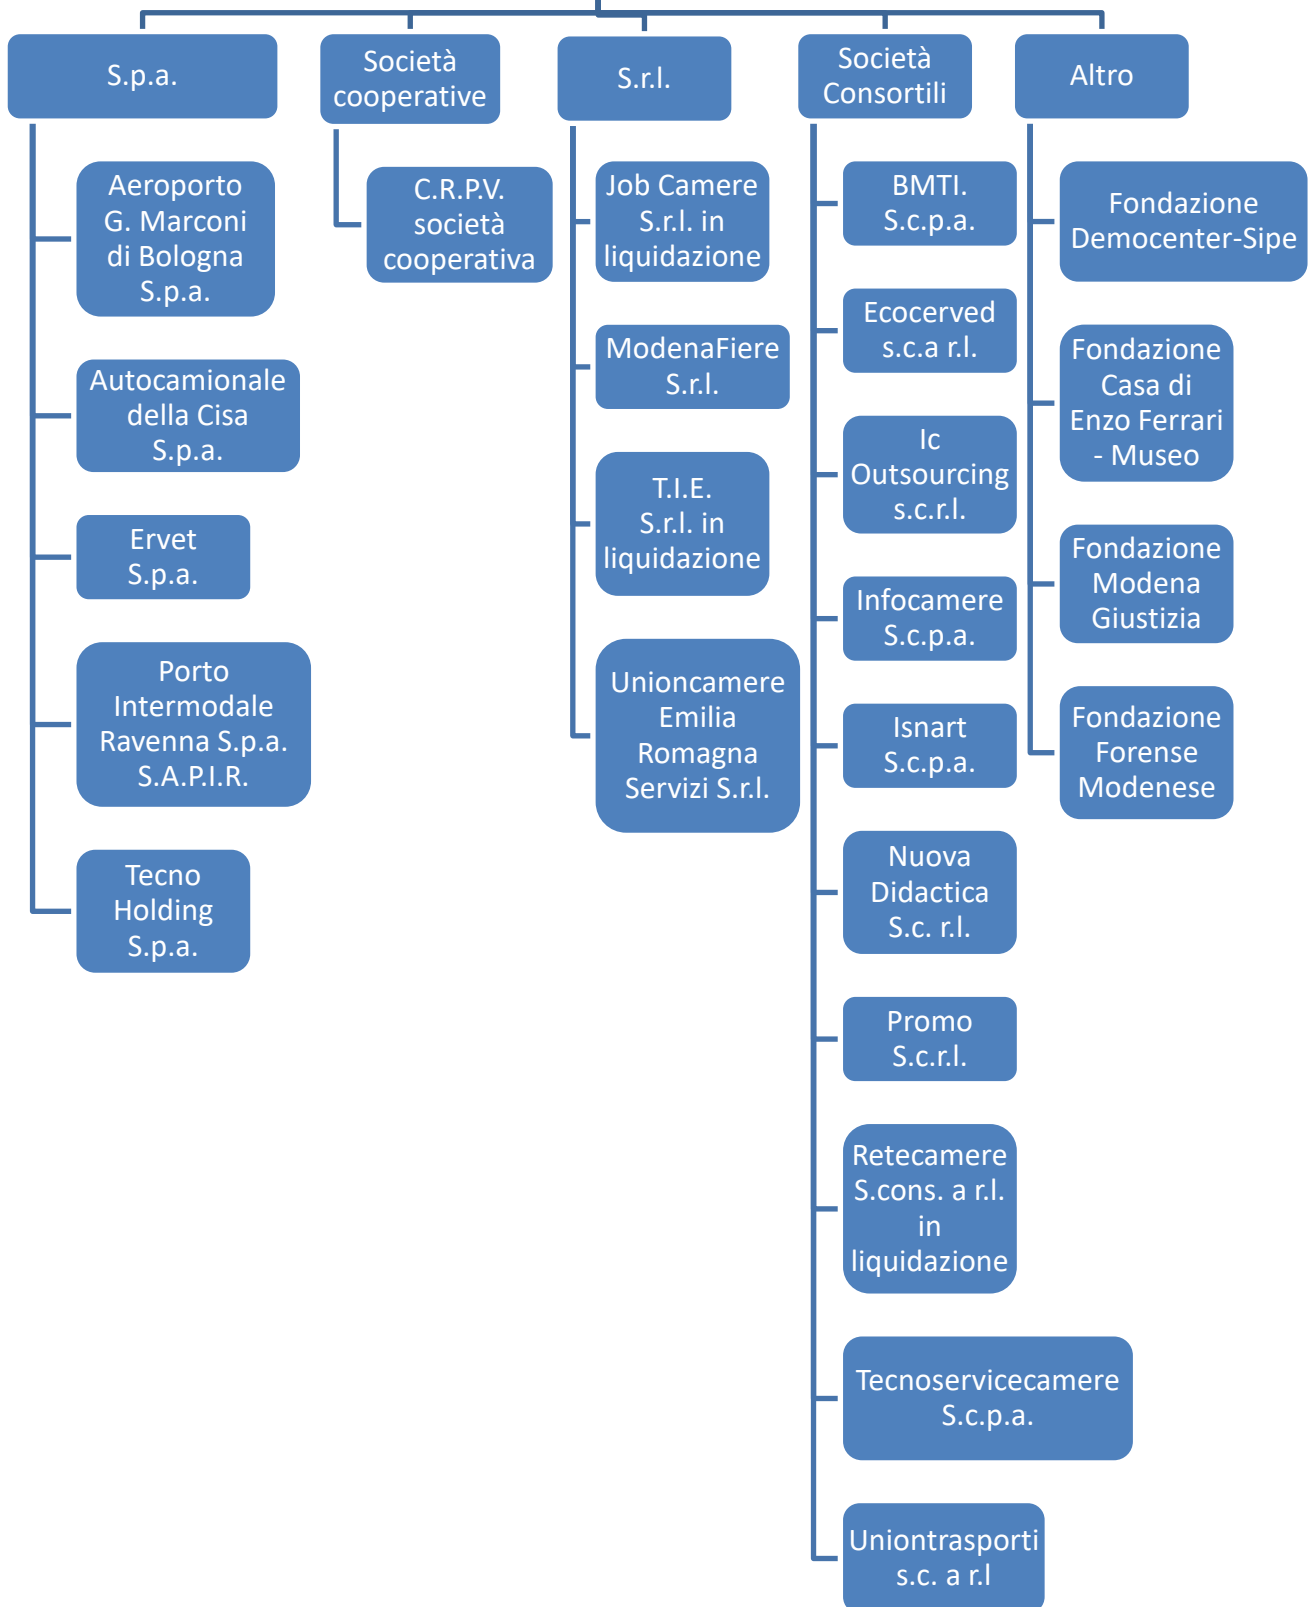 S.p.a.
Aeroporto
G. Marconi
di Bologna
S.p.a.
Autocamionale
della Cisa
S.p.a.
Ervet
S.p.a.
Porto
Intermodale
Ravenna S.p.a.
S.A.P.I.R.
Tecno
Holding
S.p.a.
Società
cooperative
C.R.P.V.
società
cooperativa
S.r.l.
Job Camere
S.r.l. in
liquidazione
ModenaFiere
S.r.l.
T.I.E.
S.r.l. in
liquidazione
Unioncamere
Emilia
Romagna
Servizi S.r.l.
Società
Consortili
BMTI.
S.c.p.a.
Ecocerved
s.c.a r.l.
Ic
Outsourcing
s.c.r.l.
Infocamere
S.c.p.a.
Isnart
S.c.p.a.
Nuova
Didactica
S.c. r.l.
Promo
S.c.r.l.
Retecamere
S.cons. a r.l.
in
liquidazione
Tecnoservicecamere
S.c.p.a.
Uniontrasporti
s.c. a r.l
Altro
Fondazione
Democenter-Sipe
Fondazione
Casa di
Enzo Ferrari
- Museo
Fondazione
Modena
Giustizia
Fondazione
Forense
Modenese